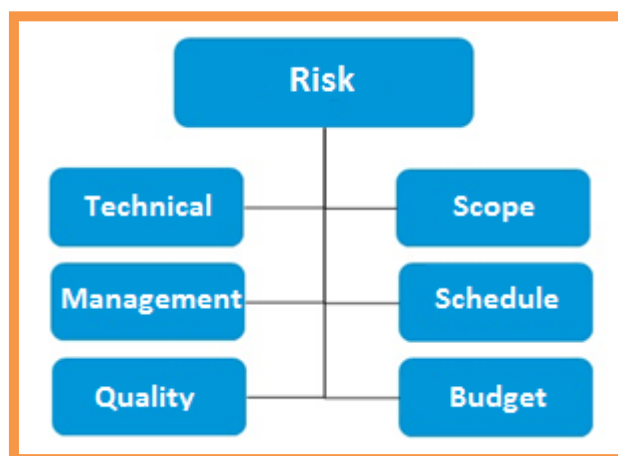 Risk
Technical
Scope
Management
Schedule
Quality
Budget